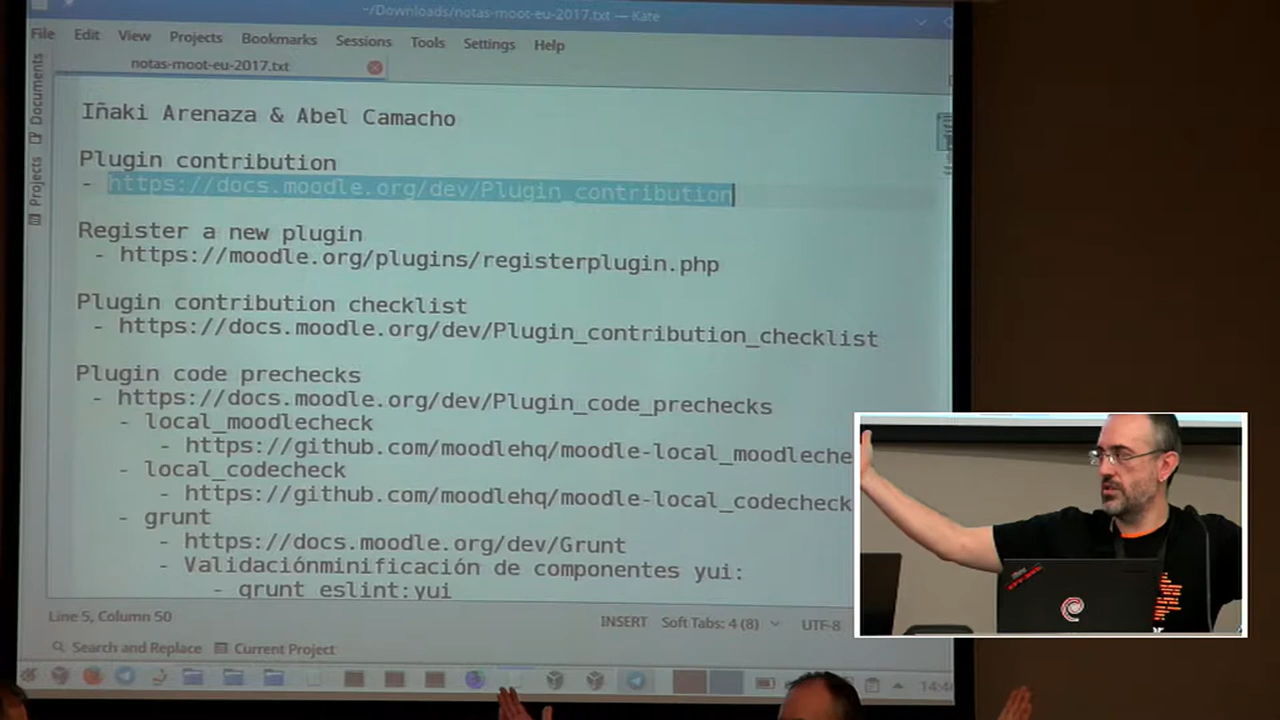 ~/Downloads/notas-moot-eu-2017.txt — Kate
File Edit View Projects Bookmarks Sessions Tools Settings Help
notas-moot-eu-2017.txt
Documents
Projects
Iñaki Arenaza & Abel Camacho
Plugin contribution
- https://docs.moodle.org/dev/Plugin_contribution
Register a new plugin
- https://moodle.org/plugins/registerplugin.php
Plugin contribution checklist
- https://docs.moodle.org/dev/Plugin_contribution_checklist
Plugin code prechecks
- https://docs.moodle.org/dev/Plugin_code_prechecks
- local_moodlecheck
- https://github.com/moodlehq/moodle-local_moodleche
- local_codecheck
- https://github.com/moodlehq/moodle-local_codecheck
- grunt
- https://docs.moodle.org/dev/Grunt
- Validaciónminificación de componentes yui:
- grunt eslint:yui
Line 5, Column 50 INSERT Soft Tabs: 4 (8) UTF-8
Search and Replace Current Project